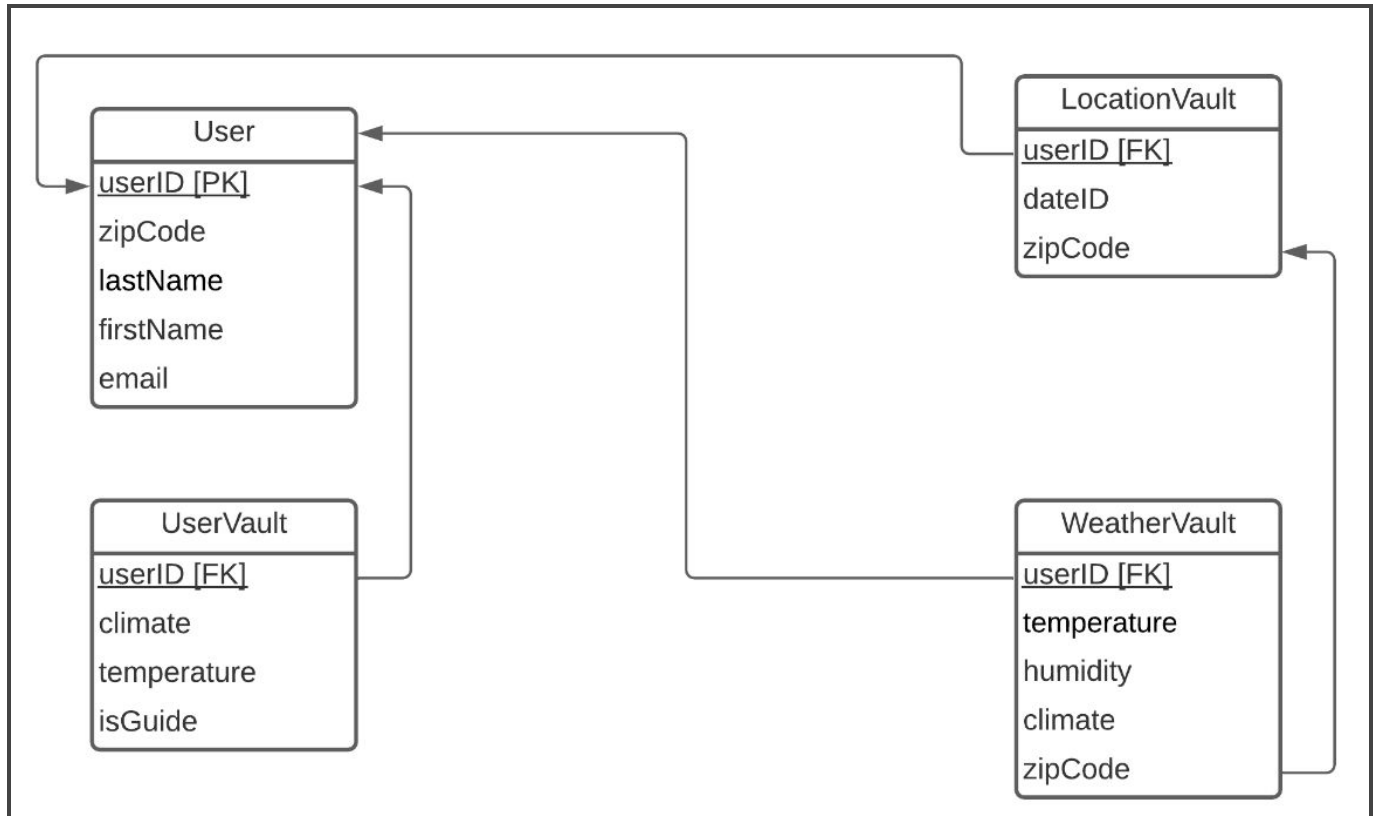 User
userID [PK]
zipCode
lastName
firstName
email
LocationVault
userID [FK]
dateID
zipCode
UserVault
userID [FK]
climate
temperature
isGuide
WeatherVault
userID [FK]
temperature
humidity
climate
zipCode